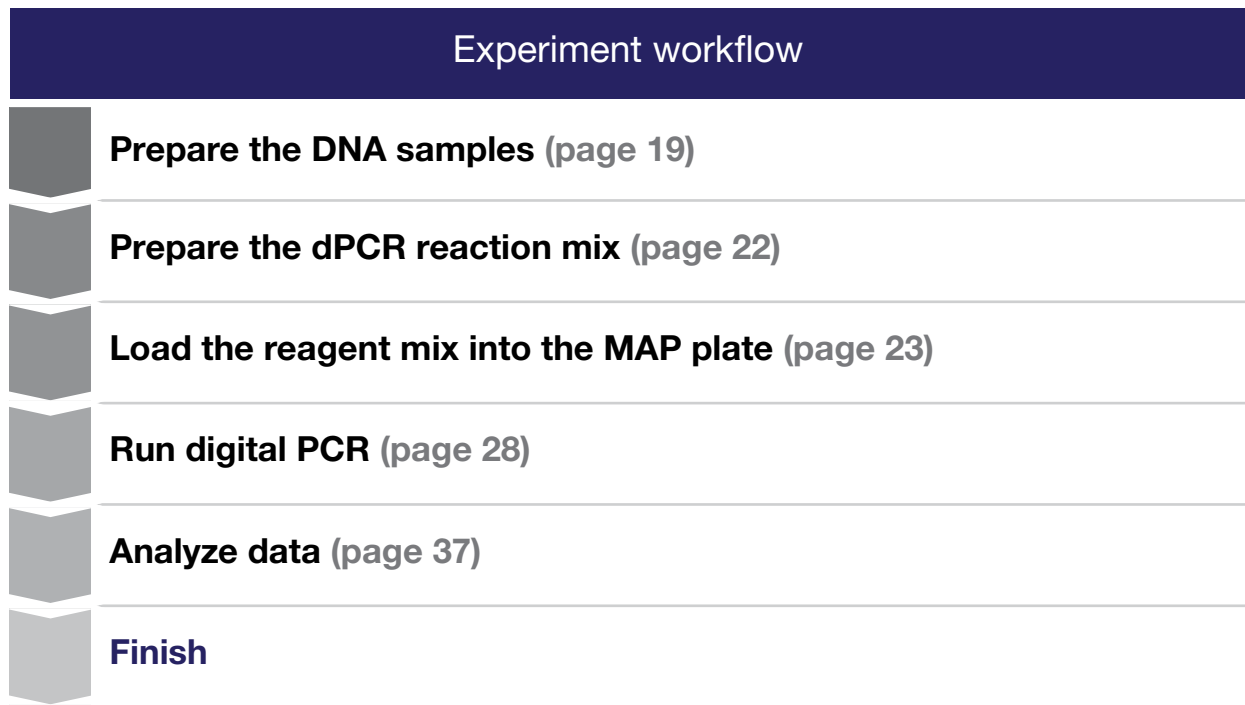 Experiment workflow
Prepare the DNA samples (page 19)
Prepare the dPCR reaction mix (page 22)
Load the reagent mix into the MAP plate (page 23)
Run digital PCR (page 28)
Analyze data (page 37)
Finish